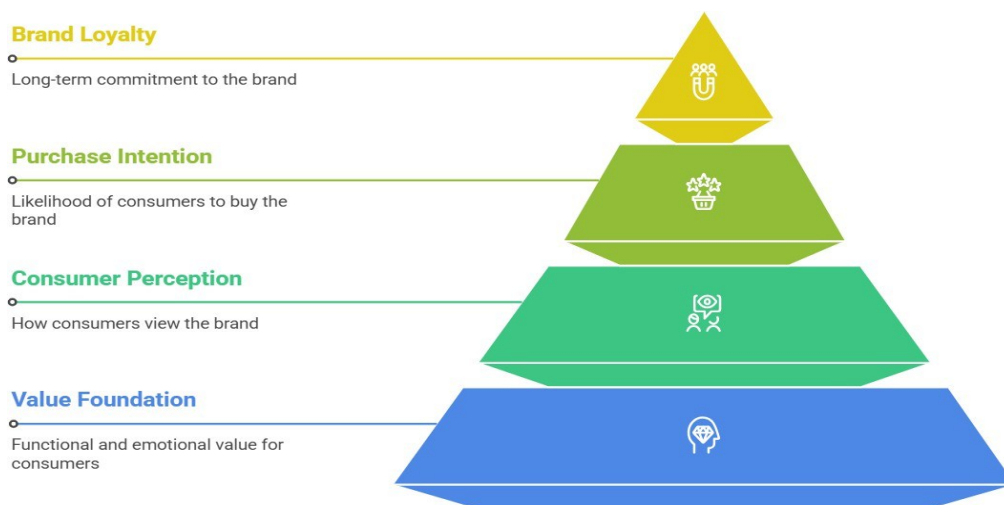 Brand Loyalty
Long-term commitment to the brand
Purchase Intention
Likelihood of consumers to buy the
brand
Consumer Perception
How consumers view the brand
Value Foundation
Functional and emotional value for
consumers